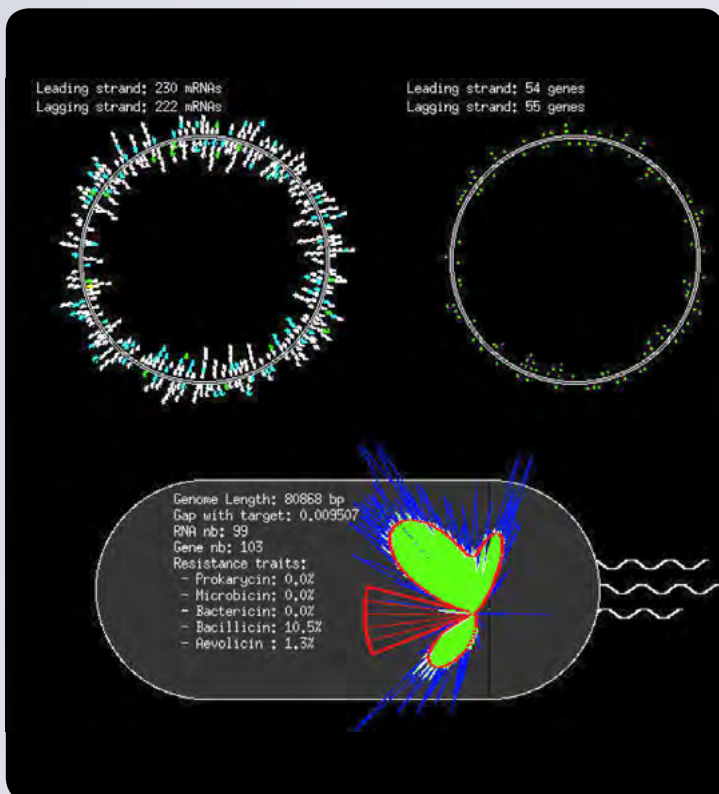 Leading strand: 230 mRNAs
Lagging strand: 222 mRNAs
Leading strand: 54 genes
Lagging strand: 55 genes
Genome Length: 80868 bp
Gap with target: 0.009507
RNA nb: 99
Gene nb: 103
Resistance traits:
- Prokarycin: 0.0%
- Microbicin: 0.0%
- Bactericin: 0.0%
- Bacillicin: 10.5%
- Aevolicin : 1.3%